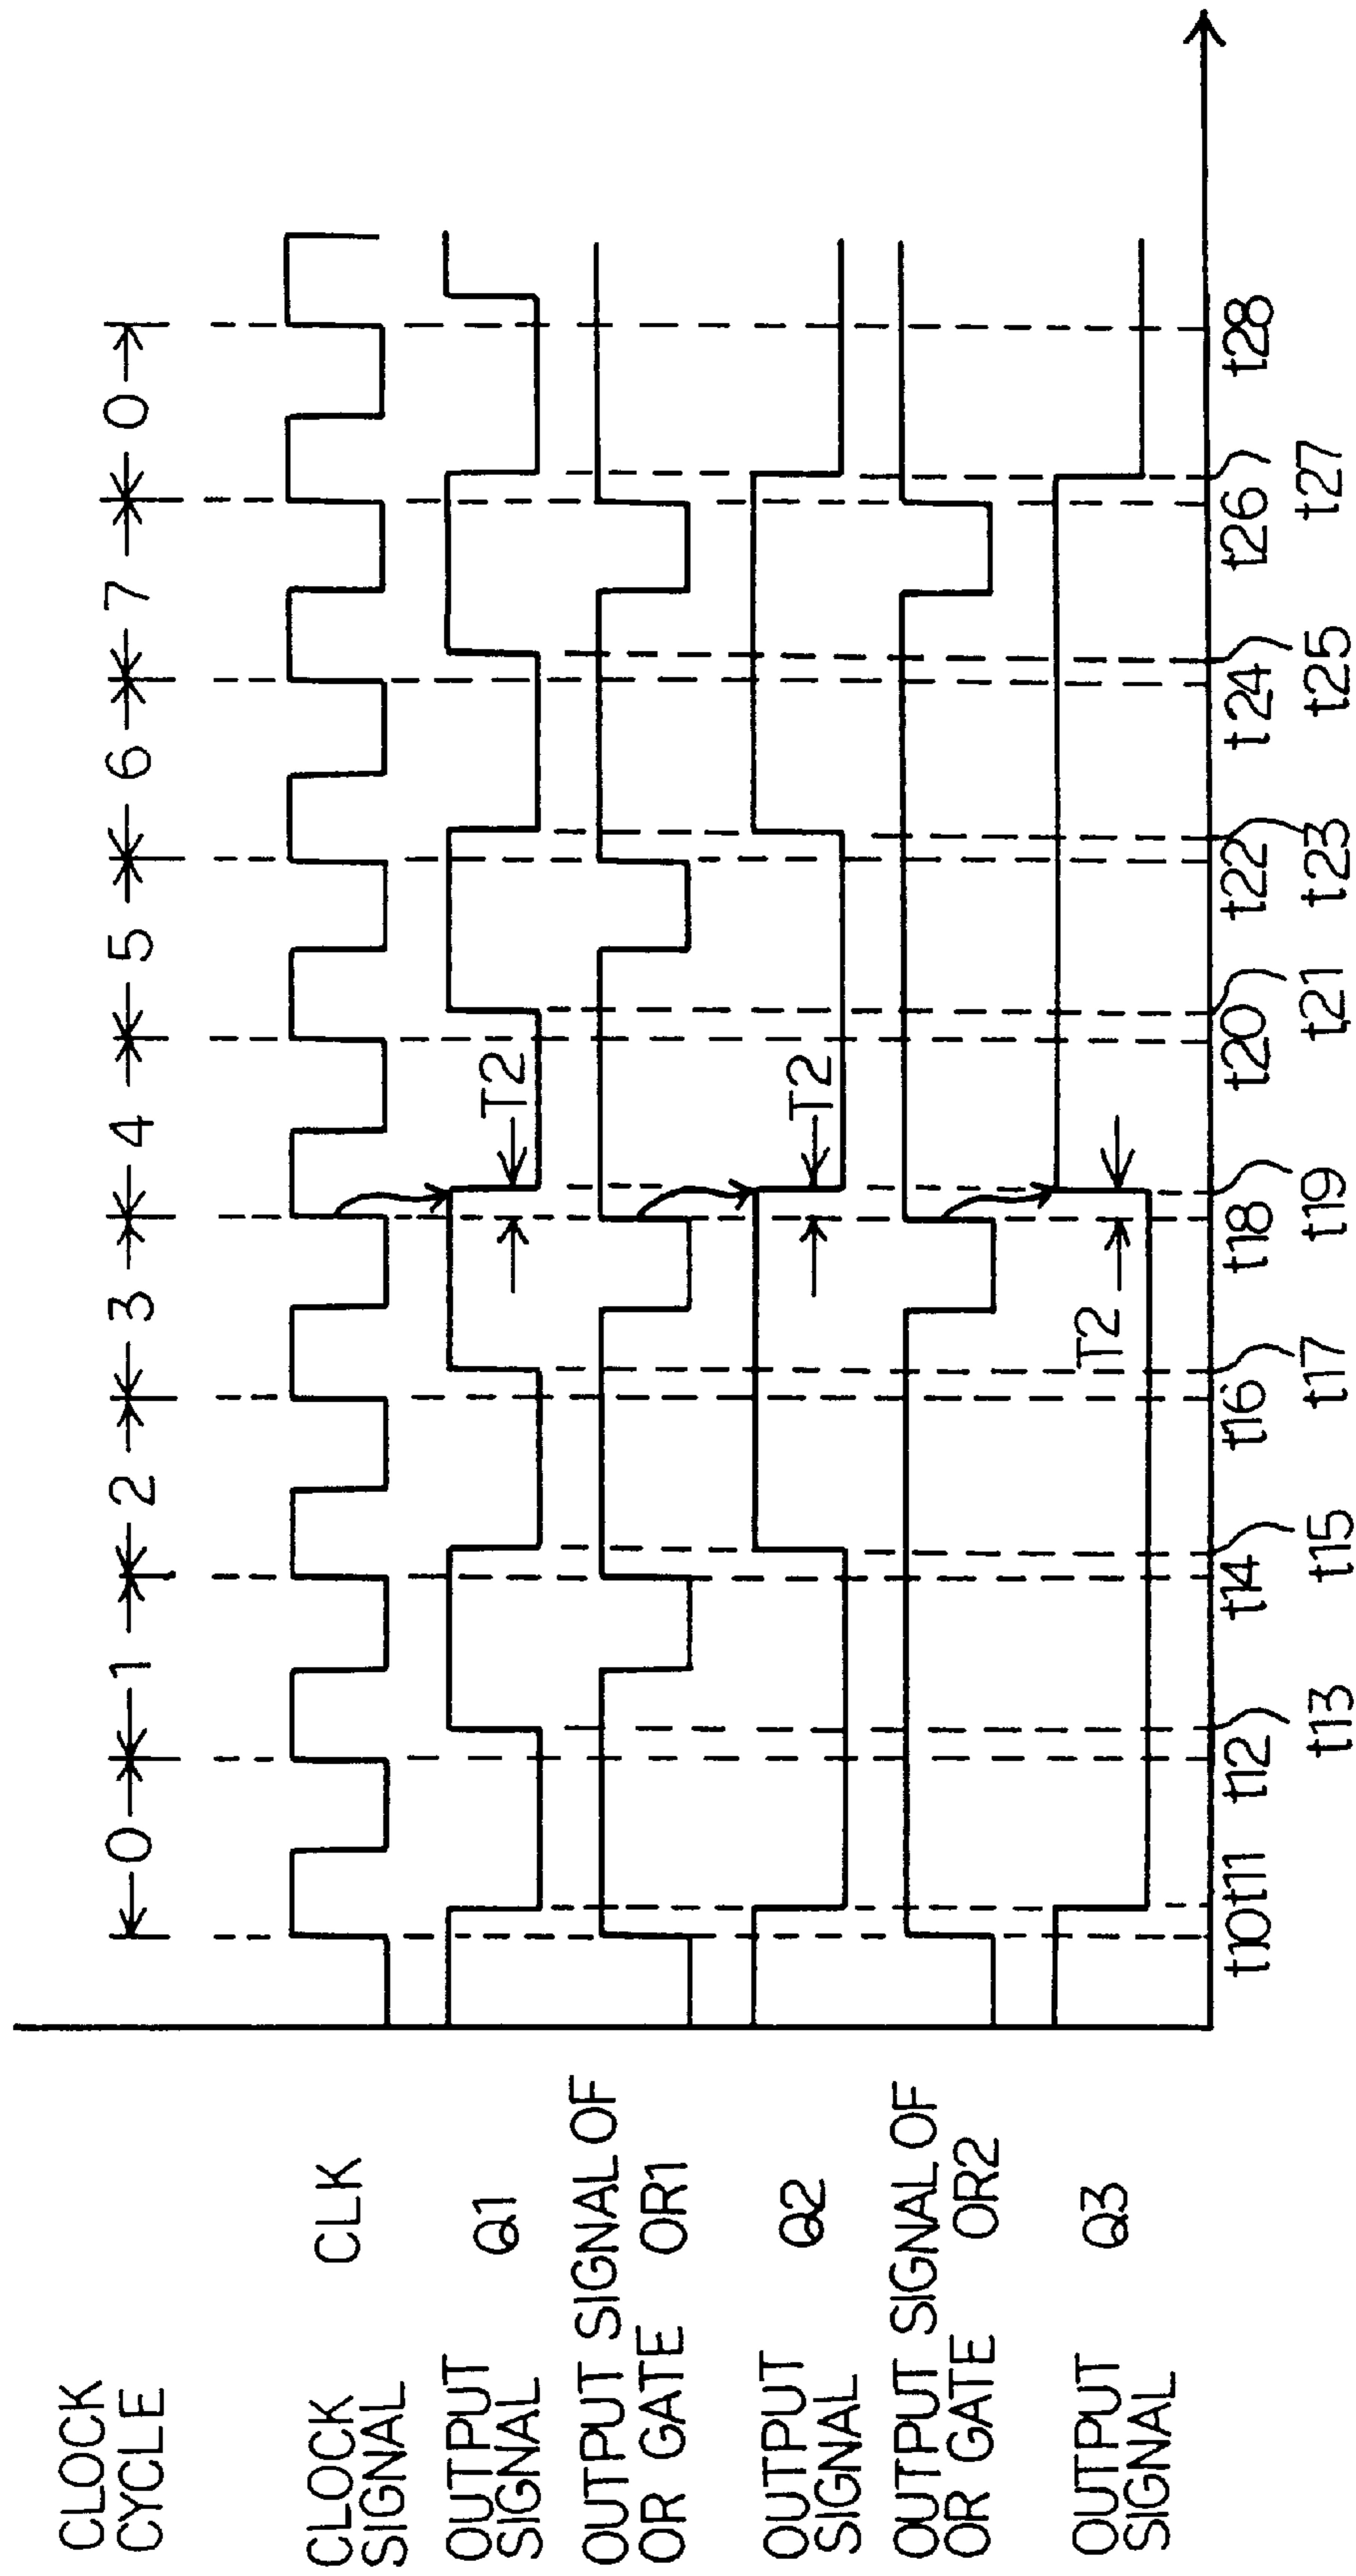 CLOCK
CYCLE
0 1 2 3 4 5 6 7 0
CLOCK
SIGNAL
CLK
OUTPUT
SIGNAL
Q1
T2
OUTPUT SIGNAL OF
OR GATE OR1
OUTPUT
SIGNAL
Q2
T2
OUTPUT SIGNAL OF
OR GATE OR2
OUTPUT
SIGNAL
Q3
T2
t10 t11 t12 t14 t16 t18 t20 t22 t24 t26 t28
t13 t15 t17 t19 t21 t23 t25 t27